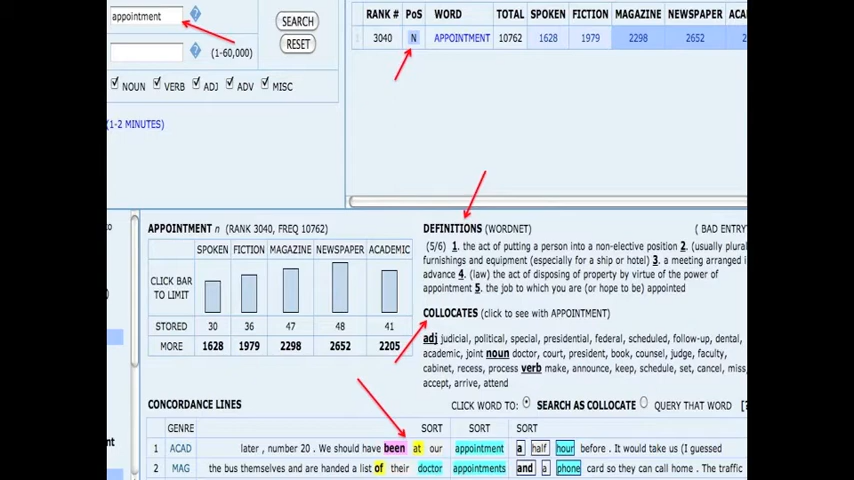 appointment
SEARCH
RESET
(1-60,000)
NOUN VERB ADJ ADV MISC
(1-2 MINUTES)
RANK # PoS WORD TOTAL SPOKEN FICTION MAGAZINE NEWSPAPER ACA
3040 N APPOINTMENT 10762 1628 1979 2298 2652 2
APPOINTMENT n (RANK 3040, FREQ 10762)
SPOKEN FICTION MAGAZINE NEWSPAPER ACADEMIC
CLICK BAR
TO LIMIT
STORED 30 36 47 48 41
MORE 1628 1979 2298 2652 2205
DEFINITIONS (WORDNET) ( BAD ENTRY
(5/6) 1. the act of putting a person into a non-elective position 2. (usually plural
furnishings and equipment (especially for a ship or hotel) 3. a meeting arranged i
advance 4. (law) the act of disposing of property by virtue of the power of
appointment 5. the job to which you are (or hope to be) appointed
COLLOCATES (click to see with APPOINTMENT)
adj judicial, political, special, presidential, federal, scheduled, follow-up, dental,
academic, joint noun doctor, court, president, book, counsel, judge, faculty,
cabinet, recess, process verb make, announce, keep, schedule, set, cancel, miss,
accept, arrive, attend
CONCORDANCE LINES CLICK WORD TO: SEARCH AS COLLOCATE QUERY THAT WORD [?
GENRE SORT SORT SORT
1 ACAD later , number 20 . We should have been at our appointment a half hour before . It would take us (I guessed
2 MAG the bus themselves and are handed a list of their doctor appointments and a phone card so they can call home . The traffic